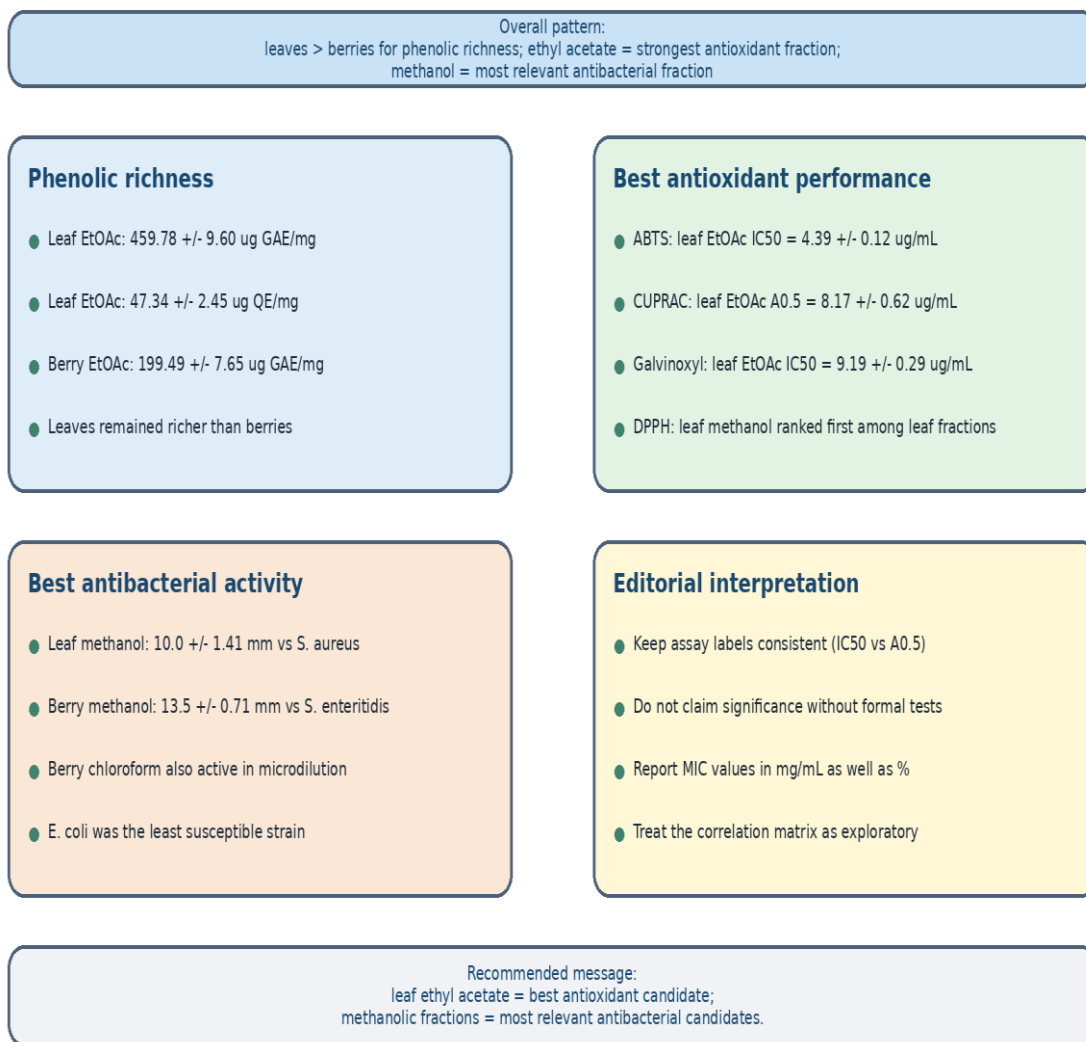 Overall pattern:
leaves > berries for phenolic richness; ethyl acetate = strongest antioxidant fraction;
methanol = most relevant antibacterial fraction
Phenolic richness
Leaf EtOAc: 459.78 +/- 9.60 ug GAE/mg
Leaf EtOAc: 47.34 +/- 2.45 ug QE/mg
Berry EtOAc: 199.49 +/- 7.65 ug GAE/mg
Leaves remained richer than berries
Best antioxidant performance
ABTS: leaf EtOAc IC50 = 4.39 +/- 0.12 ug/mL
CUPRAC: leaf EtOAc A0.5 = 8.17 +/- 0.62 ug/mL
Galvinoxyl: leaf EtOAc IC50 = 9.19 +/- 0.29 ug/mL
DPPH: leaf methanol ranked first among leaf fractions
Best antibacterial activity
Leaf methanol: 10.0 +/- 1.41 mm vs S. aureus
Berry methanol: 13.5 +/- 0.71 mm vs S. enteritidis
Berry chloroform also active in microdilution
E. coli was the least susceptible strain
Editorial interpretation
Keep assay labels consistent (IC50 vs A0.5)
Do not claim significance without formal tests
Report MIC values in mg/mL as well as %
Treat the correlation matrix as exploratory
Recommended message:
leaf ethyl acetate = best antioxidant candidate;
methanolic fractions = most relevant antibacterial candidates.